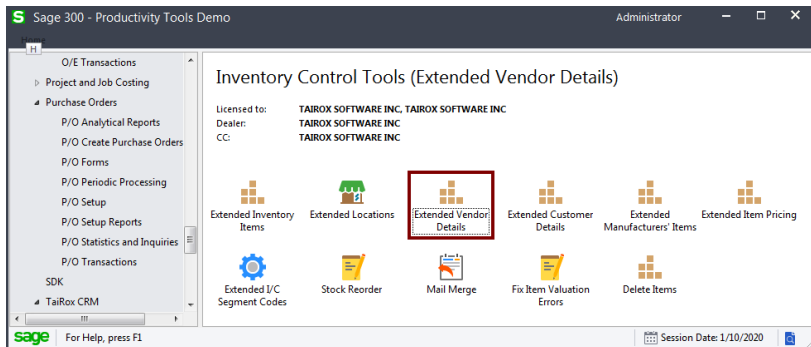 S Sage 300 - Productivity Tools Demo Administrator
Home
H
O/E Transactions
Project and Job Costing
Purchase Orders
P/O Analytical Reports
P/O Create Purchase Orders
P/O Forms
P/O Periodic Processing
P/O Setup
P/O Setup Reports
P/O Statistics and Inquiries
P/O Transactions
SDK
TaiRox CRM
Inventory Control Tools (Extended Vendor Details)
Licensed to: TAIROX SOFTWARE INC, TAIROX SOFTWARE INC
Dealer: TAIROX SOFTWARE INC
CC: TAIROX SOFTWARE INC
Extended Inventory
Items
Extended Locations
Extended Vendor
Details
Extended Customer
Details
Extended
Manufacturers' Items
Extended Item Pricing
Extended I/C
Segment Codes
Stock Reorder
Mail Merge
Fix Item Valuation
Errors
Delete Items
sage For Help, press F1 Session Date: 1/10/2020